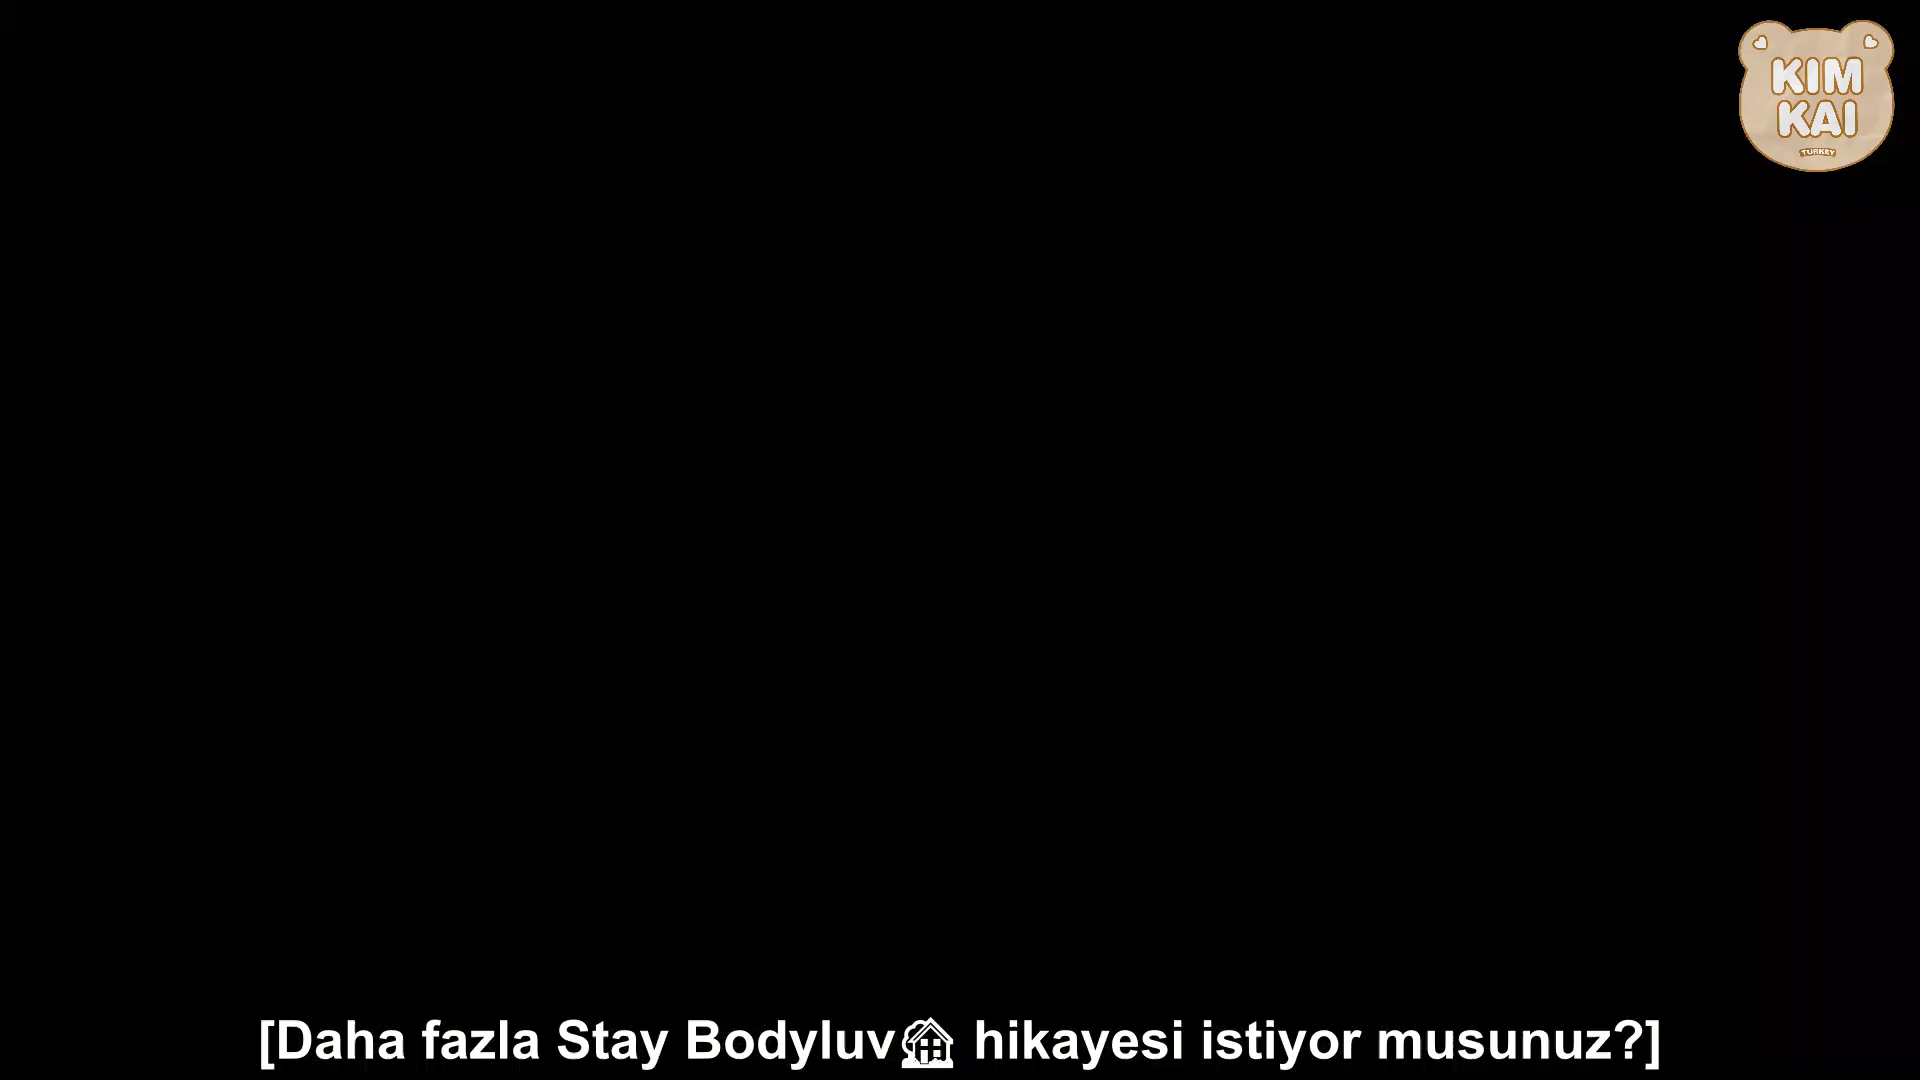 KIM
KAI
TURKEY
[Daha fazla Stay Bodyluv🏡 hikayesi istiyor musunuz?]